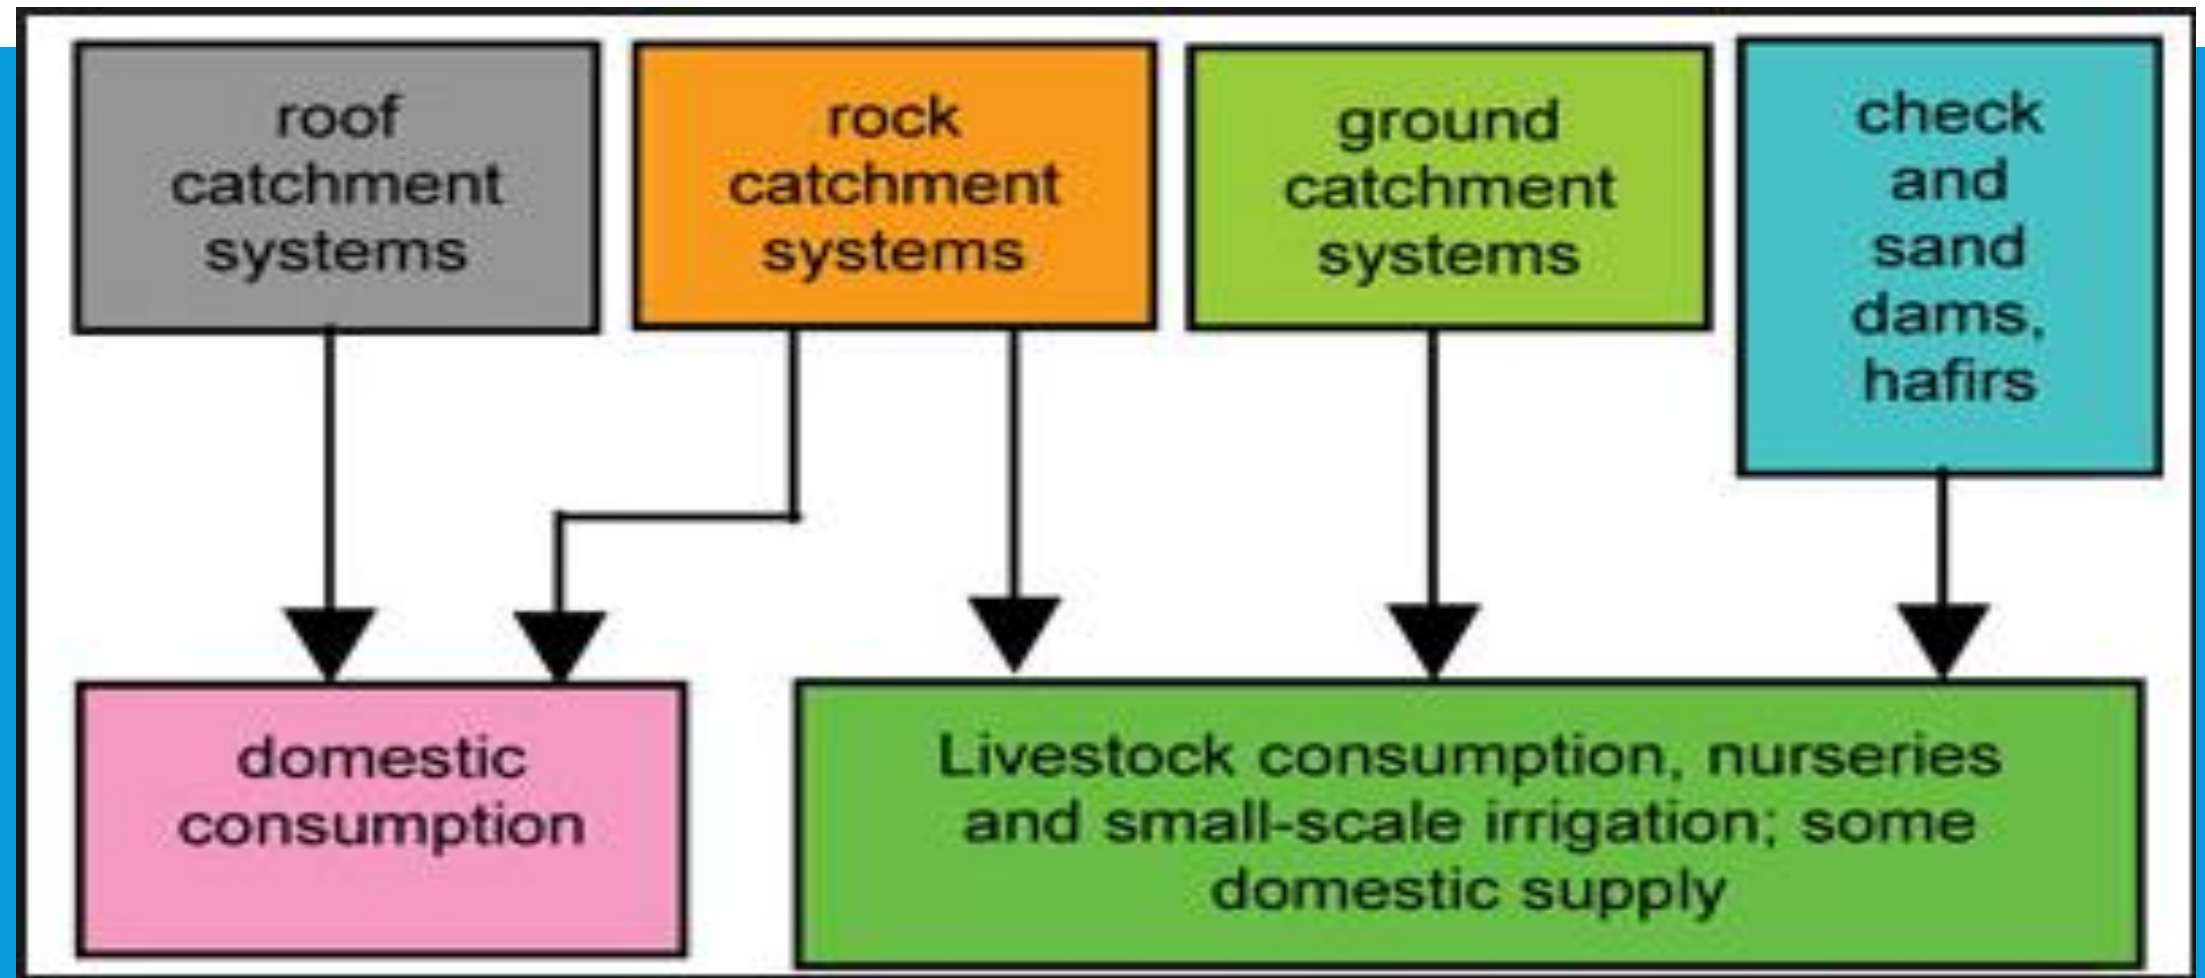 roof
catchment
systems
rock
catchment
systems
ground
catchment
systems
check
and
sand
dams,
hafirs
domestic
consumption
Livestock consumption, nurseries
and small-scale irrigation; some
domestic supply